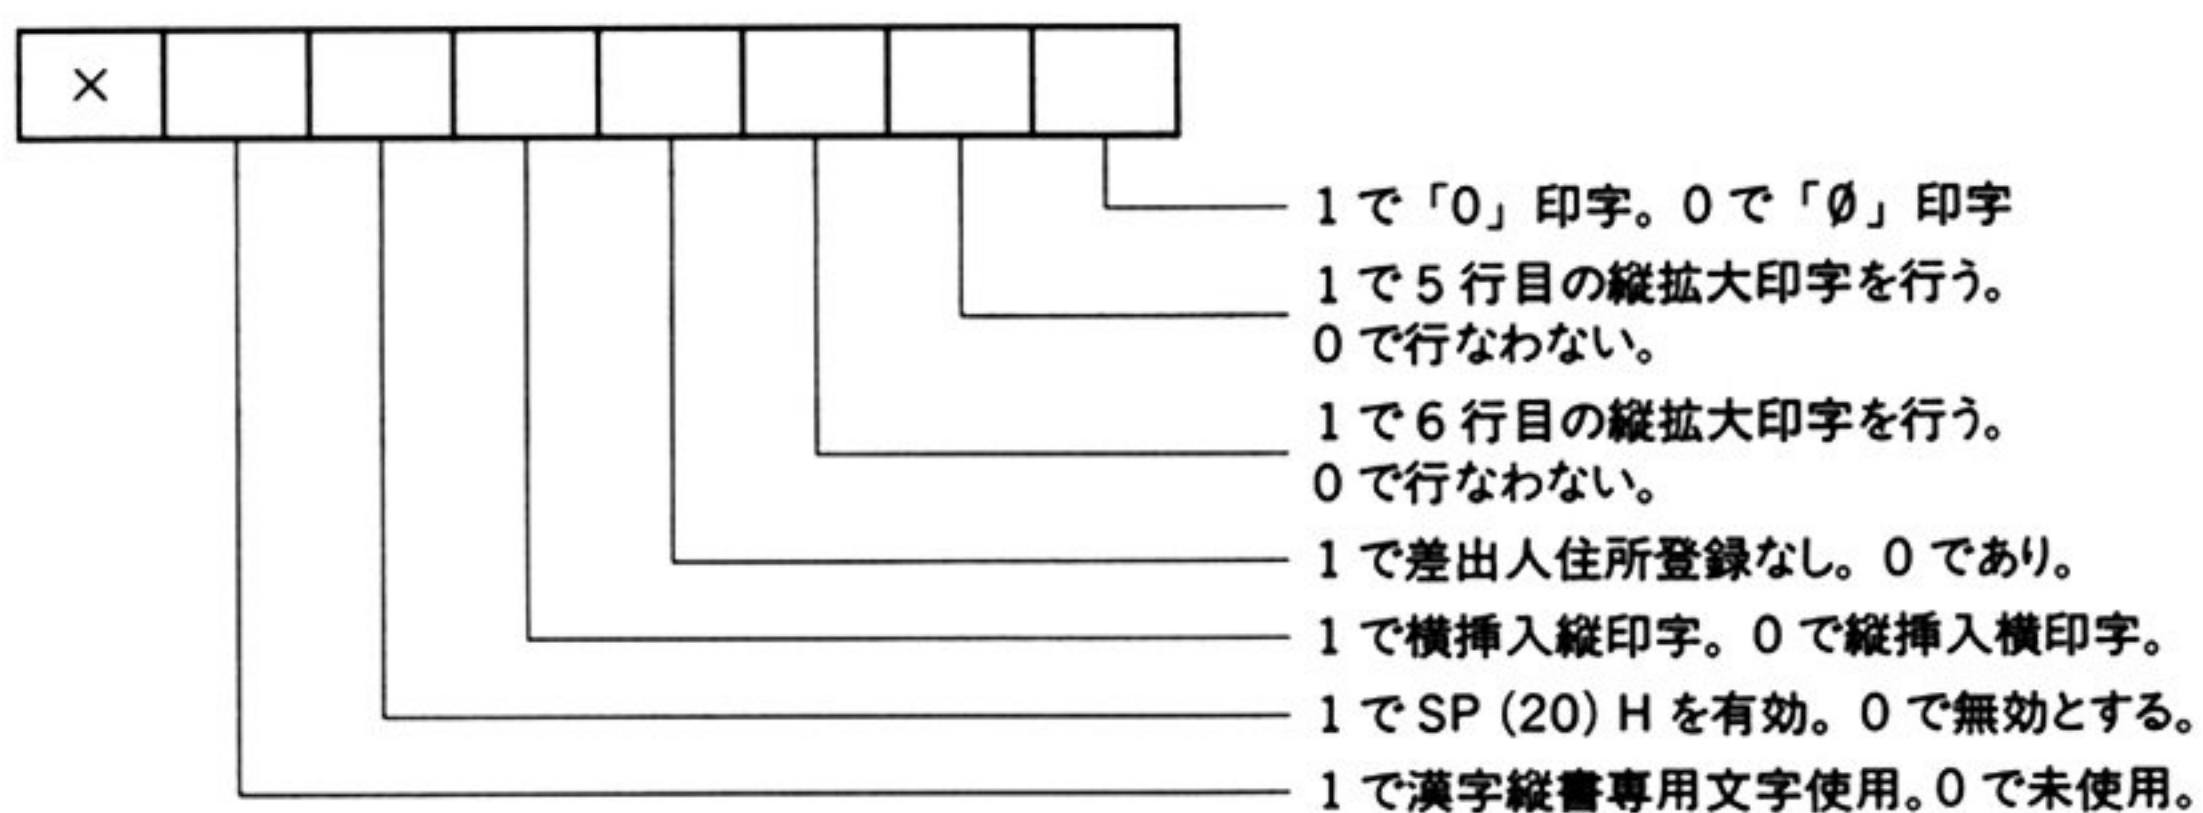 ×
1で「0」印字。0で「Ø」印字
1で5行目の縦拡大印字を行う。
0で行なわない。
1で6行目の縦拡大印字を行う。
0で行なわない。
1で差出人住所登録なし。0であり。
1で横挿入縦印字。0で縦挿入横印字。
1でSP (20) Hを有効。0で無効とする。
1で漢字縦書専用文字使用。0で未使用。